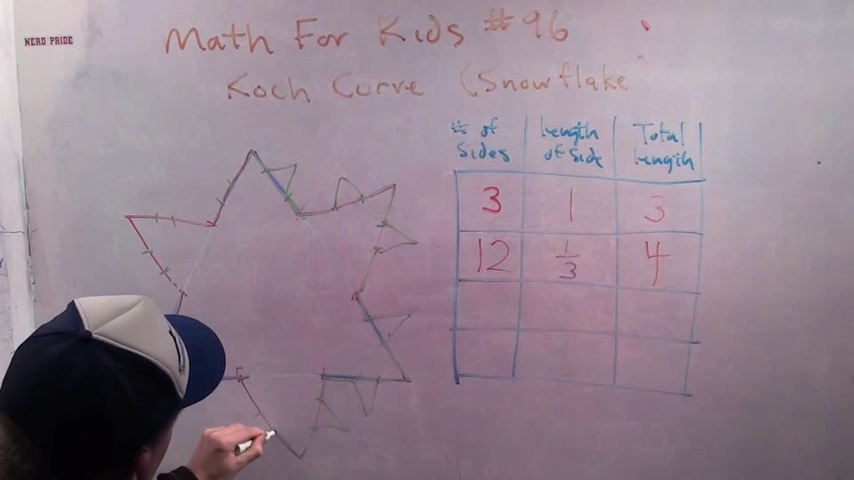 NERD PRIDE
Math For Kids #96
Koch Curve (Snowflake
# of Sides
Length of Side
Total Length
3 1 3
12 1/3 4